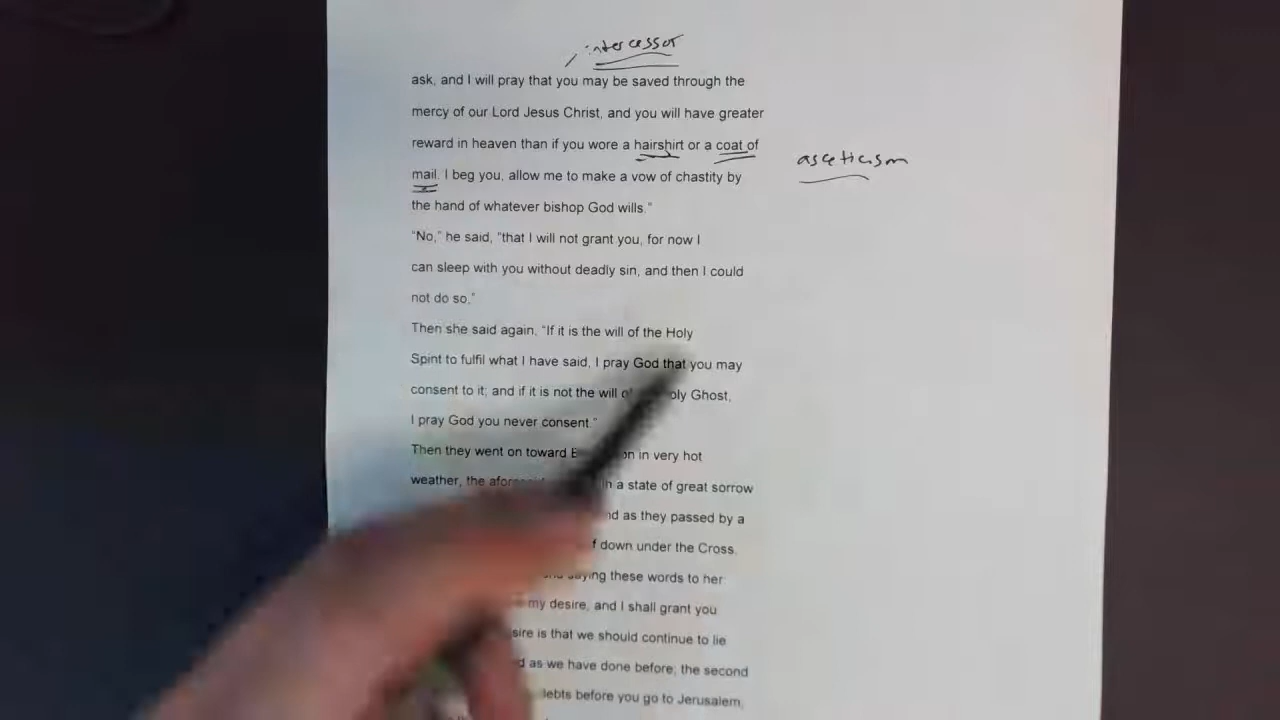 intercessor
ask, and I will pray that you may be saved through the
mercy of our Lord Jesus Christ, and you will have greater
reward in heaven than if you wore a hairshirt or a coat of
asceticism
mail. I beg you, allow me to make a vow of chastity by
the hand of whatever bishop God wills."
"No," he said, "that I will not grant you, for now I
can sleep with you without deadly sin, and then I could
not do so."
Then she said again, "If it is the will of the Holy
Spint to fulfil what I have said, I pray God that you may
consent to it; and if it is not the will oly Ghost,
I pray God you never consent."
Then they went on toward on in very hot
weather, the in a state of great sorrow
as they passed by a
down under the Cross.
saying these words to her
my desire, and I shall grant you
is that we should continue to lie
as we have done before; the second
before you go to Jerusalem,